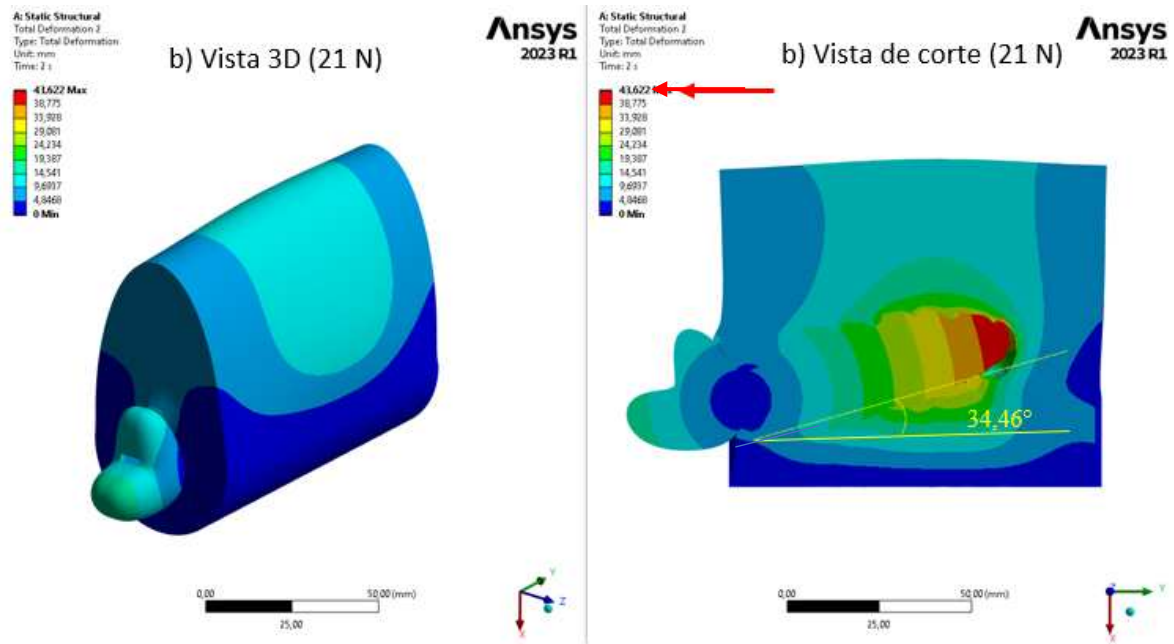 A: Static Structural
Total Deformation 2
Type: Total Deformation
Unit: mm
Time: 2 s
43,622 Max
38,775
33,928
29,081
24,234
19,387
14,541
9,6937
4,8468
0 Min
b) Vista 3D (21 N)
Ansys
2023 R1
0,00
50,00 (mm)
25,00
Y
Z
X
A: Static Structural
Total Deformation 2
Type: Total Deformation
Unit: mm
Time: 2 s
43,622
38,775
33,928
29,081
24,234
19,387
14,541
9,6937
4,8468
0 Min
b) Vista de corte (21 N)
Ansys
2023 R1
34,46°
0,00
50,00 (mm)
25,00
Y
X